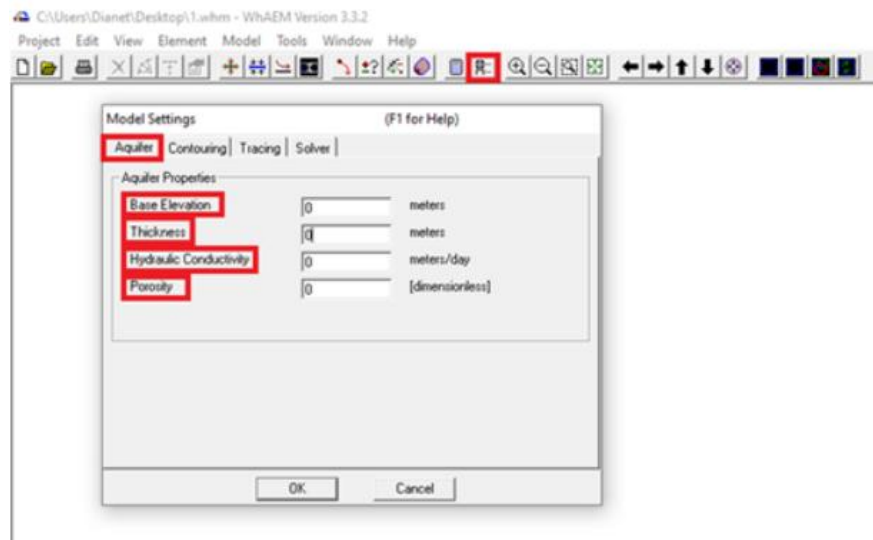 C:\Users\Dianet\Desktop\1.whm - WhAEM Version 3.3.2
Project Edit View Element Model Tools Window Help
Model Settings (F1 for Help)
Aquifer Contouring Tracing Solver
Aquifer Properties
Base Elevation 0 meters
Thickness 0 meters
Hydraulic Conductivity 0 meters/day
Porosity 0 [dimensionless]
OK Cancel